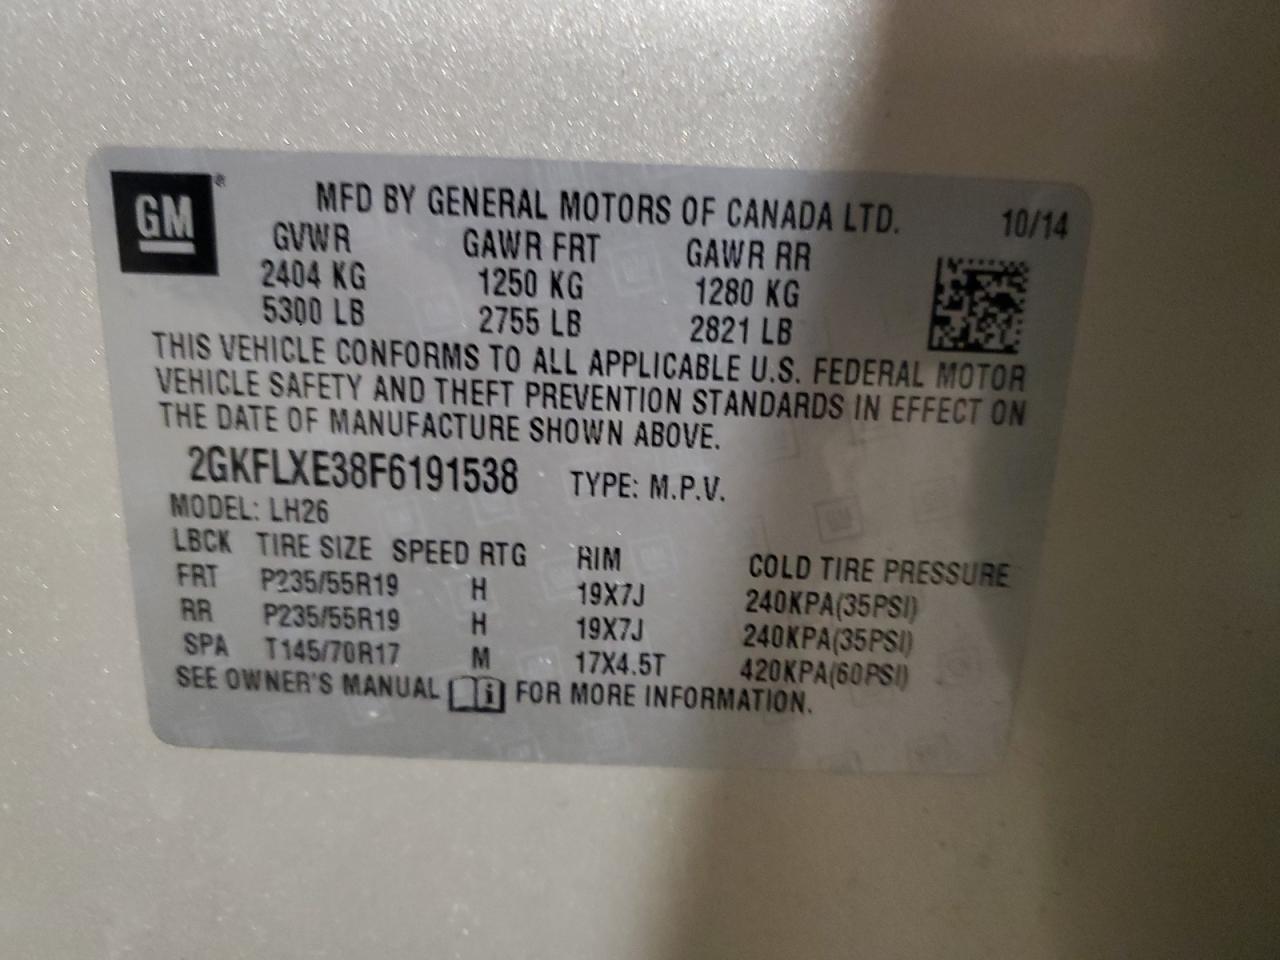 GM®
MFD BY GENERAL MOTORS OF CANADA LTD. 10/14
GVWR GAWR FRT GAWR RR
2404 KG 1250 KG 1280 KG
5300 LB 2755 LB 2821 LB
THIS VEHICLE CONFORMS TO ALL APPLICABLE U.S. FEDERAL MOTOR
VEHICLE SAFETY AND THEFT PREVENTION STANDARDS IN EFFECT ON
THE DATE OF MANUFACTURE SHOWN ABOVE.
2GKFLXE38F6191538 TYPE: M.P.V.
MODEL: LH26
LBCK TIRE SIZE SPEED RTG RIM COLD TIRE PRESSURE
FRT P235/55R19 H 19X7J 240KPA(35PSI)
RR P235/55R19 H 19X7J 240KPA(35PSI)
SPA T145/70R17 M 17X4.5T 420KPA(60PSI)
SEE OWNER'S MANUAL i FOR MORE INFORMATION.